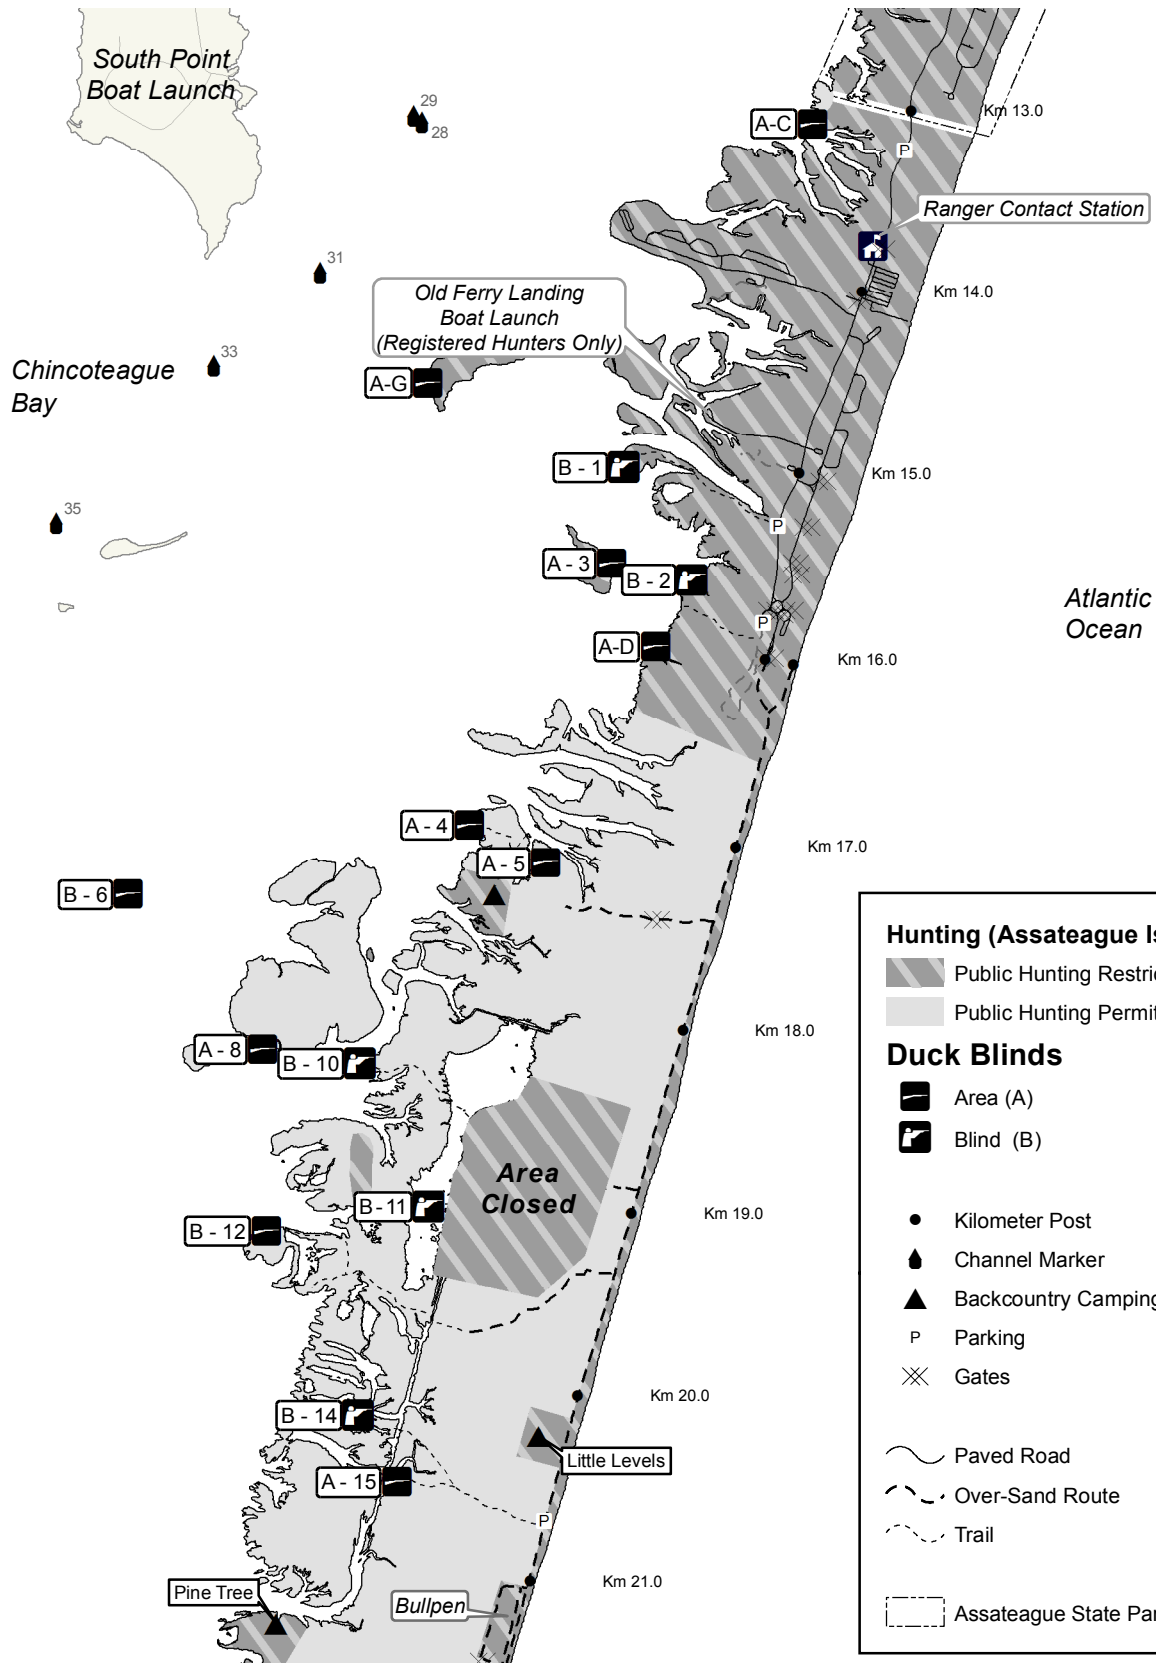 South Point
Boat Launch
29
28
A-C
Km 13.0
P
Ranger Contact Station
31
Km 14.0
Old Ferry Landing
Boat Launch
(Registered Hunters Only)
33
Chincoteague
Bay
A-G
B - 1
Km 15.0
35
P
A - 3
B - 2
Atlantic
Ocean
P
A-D
Km 16.0
A - 4
Km 17.0
A - 5
B - 6
Hunting (Assateague Is
Public Hunting Restric
Public Hunting Permit
Km 18.0
A - 8
B - 10
Duck Blinds
Area (A)
Blind (B)
Area
Closed
B - 11
Km 19.0
B - 12
Kilometer Post
Channel Marker
Backcountry Camping
Parking
P
Gates
Km 20.0
B - 14
Little Levels
Paved Road
A - 15
Over-Sand Route
P
Trail
Km 21.0
Pine Tree
Bullpen
Assateague State Par